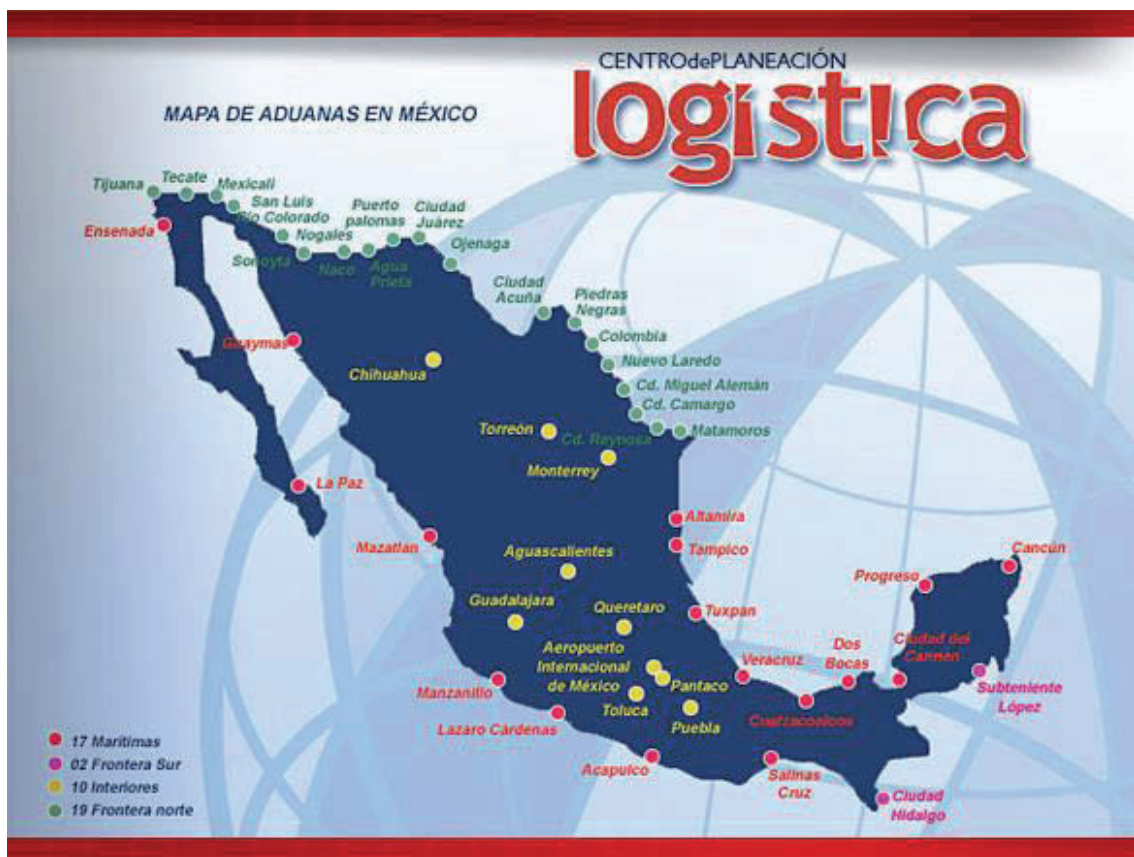 CENTROdePLANEACIÓN
logística
MAPA DE ADUANAS EN MÉXICO
Tijuana
Tecate
Mexicali
San Luis
Río Colorado
Ensenada
Sonoyta
Nogales
Naco
Agua
Prieta
Puerto
palomas
Ciudad
Juárez
Ojenaga
Ciudad
Acuña
Piedras
Negras
Colombia
Nuevo Laredo
Cd. Miguel Alemán
Cd. Camargo
Cd. Reynosa
Matamoros
Guaymas
Chihuahua
Torreón
Monterrey
La Paz
Mazatlán
Altamira
Tampico
Aguascalientes
Guadalajara
Queretaro
Tuxpan
Cancún
Progreso
Aeropuerto
Internacional
de México
Pantaco
Toluca
Puebla
Veracruz
Dos
Bocas
Ciudad del
Carmen
Subteniente
López
Manzanillo
Lazaro Cárdenas
Coatzacoalcos
Acapulco
Salinas
Cruz
Ciudad
Hidalgo
17 Marítimas
02 Frontera Sur
10 Interiores
19 Frontera norte